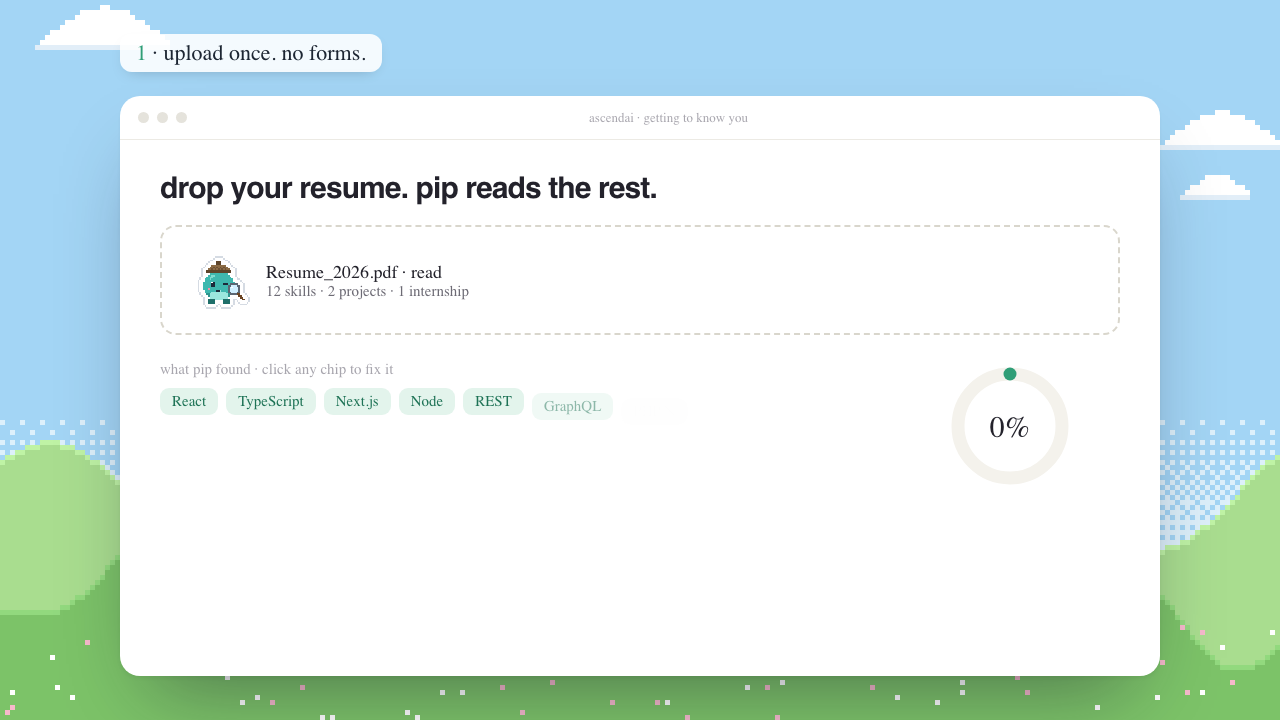 1 · upload once. no forms.
ascendai · getting to know you
drop your resume. pip reads the rest.
Resume_2026.pdf · read
12 skills · 2 projects · 1 internship
what pip found · click any chip to fix it
React TypeScript Next.js Node REST GraphQL
0%